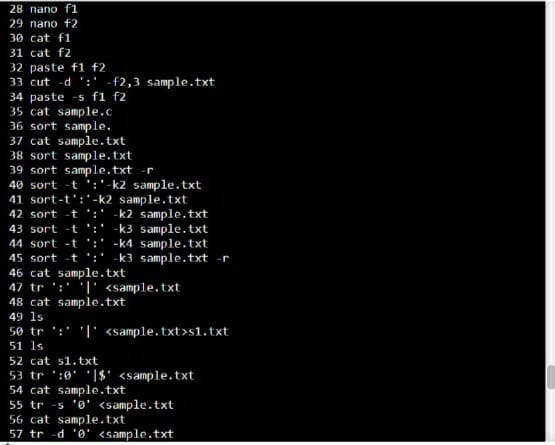 28 nano f1
29 nano f2
30 cat f1
31 cat f2
32 paste f1 f2
33 cut -d ':' -f2,3 sample.txt
34 paste -s f1 f2
35 cat sample.c
36 sort sample.
37 cat sample.txt
38 sort sample.txt
39 sort sample.txt -r
40 sort -t ':'-k2 sample.txt
41 sort-t':'-k2 sample.txt
42 sort -t ':' -k2 sample.txt
43 sort -t ':' -k3 sample.txt
44 sort -t ':' -k4 sample.txt
45 sort -t ':' -k3 sample.txt -r
46 cat sample.txt
47 tr ':' '|' <sample.txt
48 cat sample.txt
49 ls
50 tr ':' '|' <sample.txt>s1.txt
51 ls
52 cat s1.txt
53 tr ':0' '|$' <sample.txt
54 cat sample.txt
55 tr -s '0' <sample.txt
56 cat sample.txt
57 tr -d '0' <sample.txt